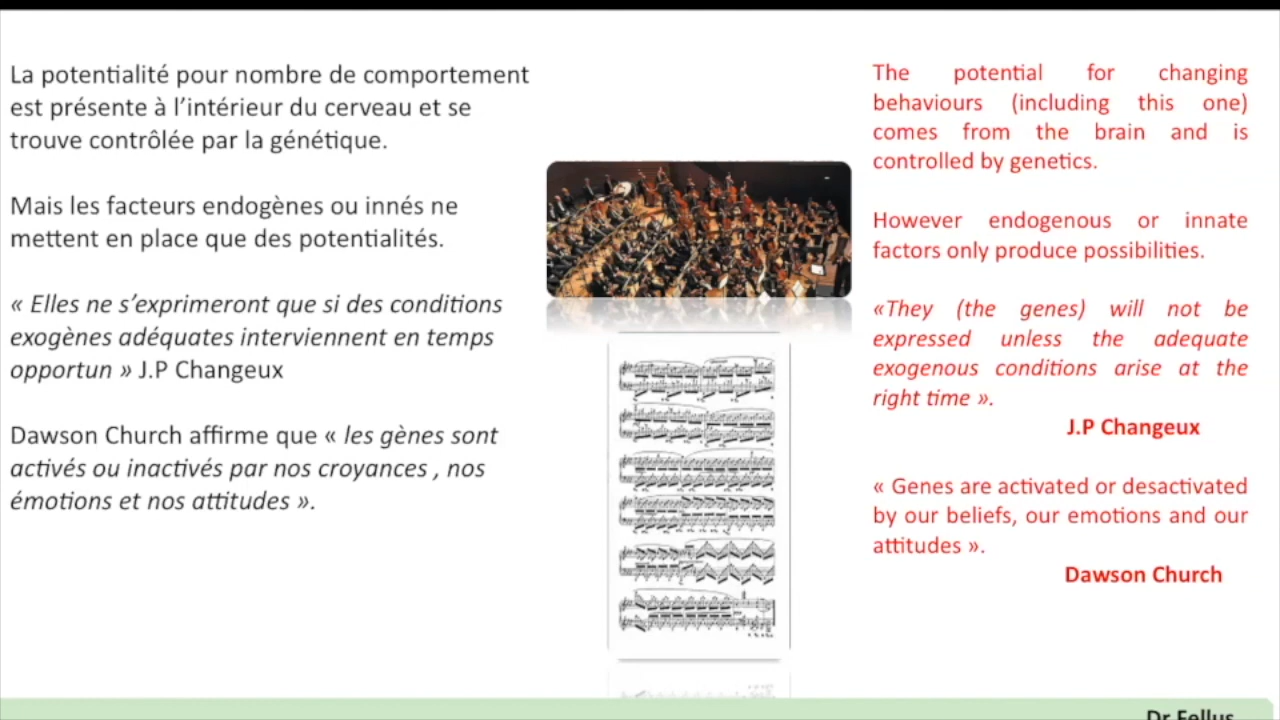 La potentialité pour nombre de comportement
est présente à l'intérieur du cerveau et se
trouve contrôlée par la génétique.
Mais les facteurs endogènes ou innés ne
mettent en place que des potentialités.
« Elles ne s'exprimeront que si des conditions
exogènes adéquates interviennent en temps
opportun » J.P Changeux
Dawson Church affirme que « les gènes sont
activés ou inactivés par nos croyances , nos
émotions et nos attitudes ».
The potential for changing
behaviours (including this one)
comes from the brain and is
controlled by genetics.
However endogenous or innate
factors only produce possibilities.
«They (the genes) will not be
expressed unless the adequate
exogenous conditions arise at the
right time ».
J.P Changeux
« Genes are activated or desactivated
by our beliefs, our emotions and our
attitudes ».
Dawson Church
Dr Fellus